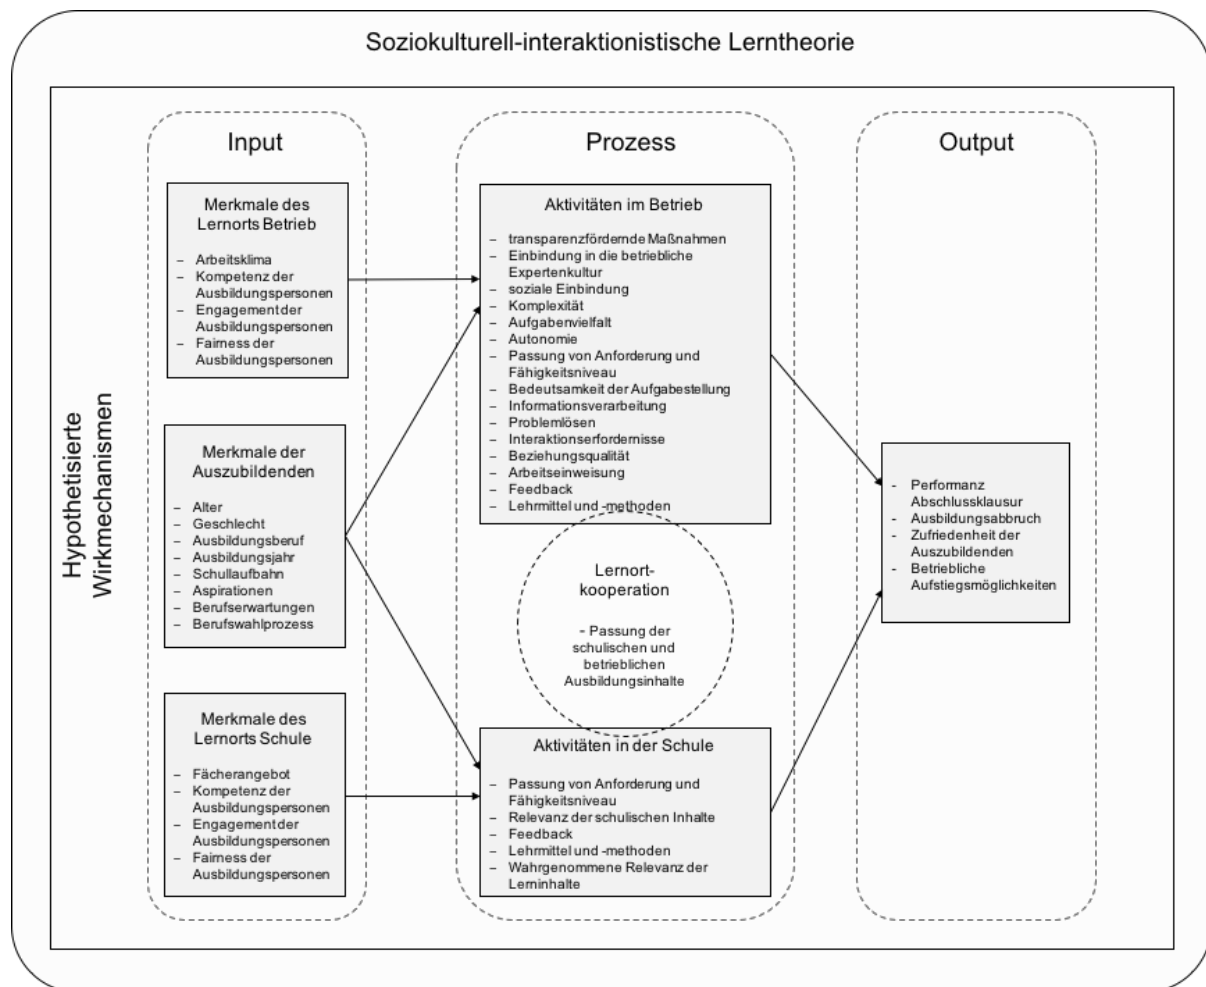 Soziokulturell-interaktionistische Lerntheorie
Hypothetisierte
Wirkmechanismen
Input
Merkmale des
Lernorts Betrieb
– Arbeitsklima
– Kompetenz der
Ausbildungspersonen
– Engagement der
Ausbildungspersonen
– Fairness der
Ausbildungspersonen
Merkmale der
Auszubildenden
– Alter
– Geschlecht
– Ausbildungsberuf
– Ausbildungsjahr
– Schullaufbahn
– Aspirationen
– Berufserwartungen
– Berufswahlprozess
Merkmale des
Lernorts Schule
– Fächerangebot
– Kompetenz der
Ausbildungspersonen
– Engagement der
Ausbildungspersonen
– Fairness der
Ausbildungspersonen
Prozess
Aktivitäten im Betrieb
– transparenzfördernde Maßnahmen
– Einbindung in die betriebliche
Expertenkultur
– soziale Einbindung
– Komplexität
– Aufgabenvielfalt
– Autonomie
– Passung von Anforderung und
Fähigkeitsniveau
– Bedeutsamkeit der Aufgabestellung
– Informationsverarbeitung
– Problemlösen
– Interaktionserfordernisse
– Beziehungsqualität
– Arbeitseinweisung
– Feedback
– Lehrmittel und -methoden
Lernort-
kooperation
- Passung der
schulischen und
betrieblichen
Ausbildungsinhalte
Aktivitäten in der Schule
– Passung von Anforderung und
Fähigkeitsniveau
– Relevanz der schulischen Inhalte
– Feedback
– Lehrmittel und -methoden
– Wahrgenommene Relevanz der
Lerninhalte
Output
- Performanz
Abschlussklausur
- Ausbildungsabbruch
- Zufriedenheit der
Auszubildenden
- Betriebliche
Aufstiegsmöglichkeiten